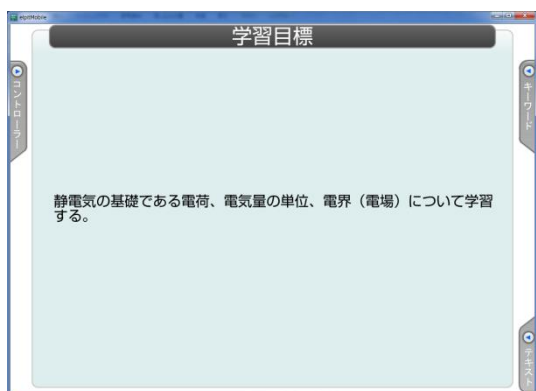 elpitMobile
学習目標
コントローラー
キーワード
静電気の基礎である電荷、電気量の単位、電界（電場）について学習
する。
テキスト